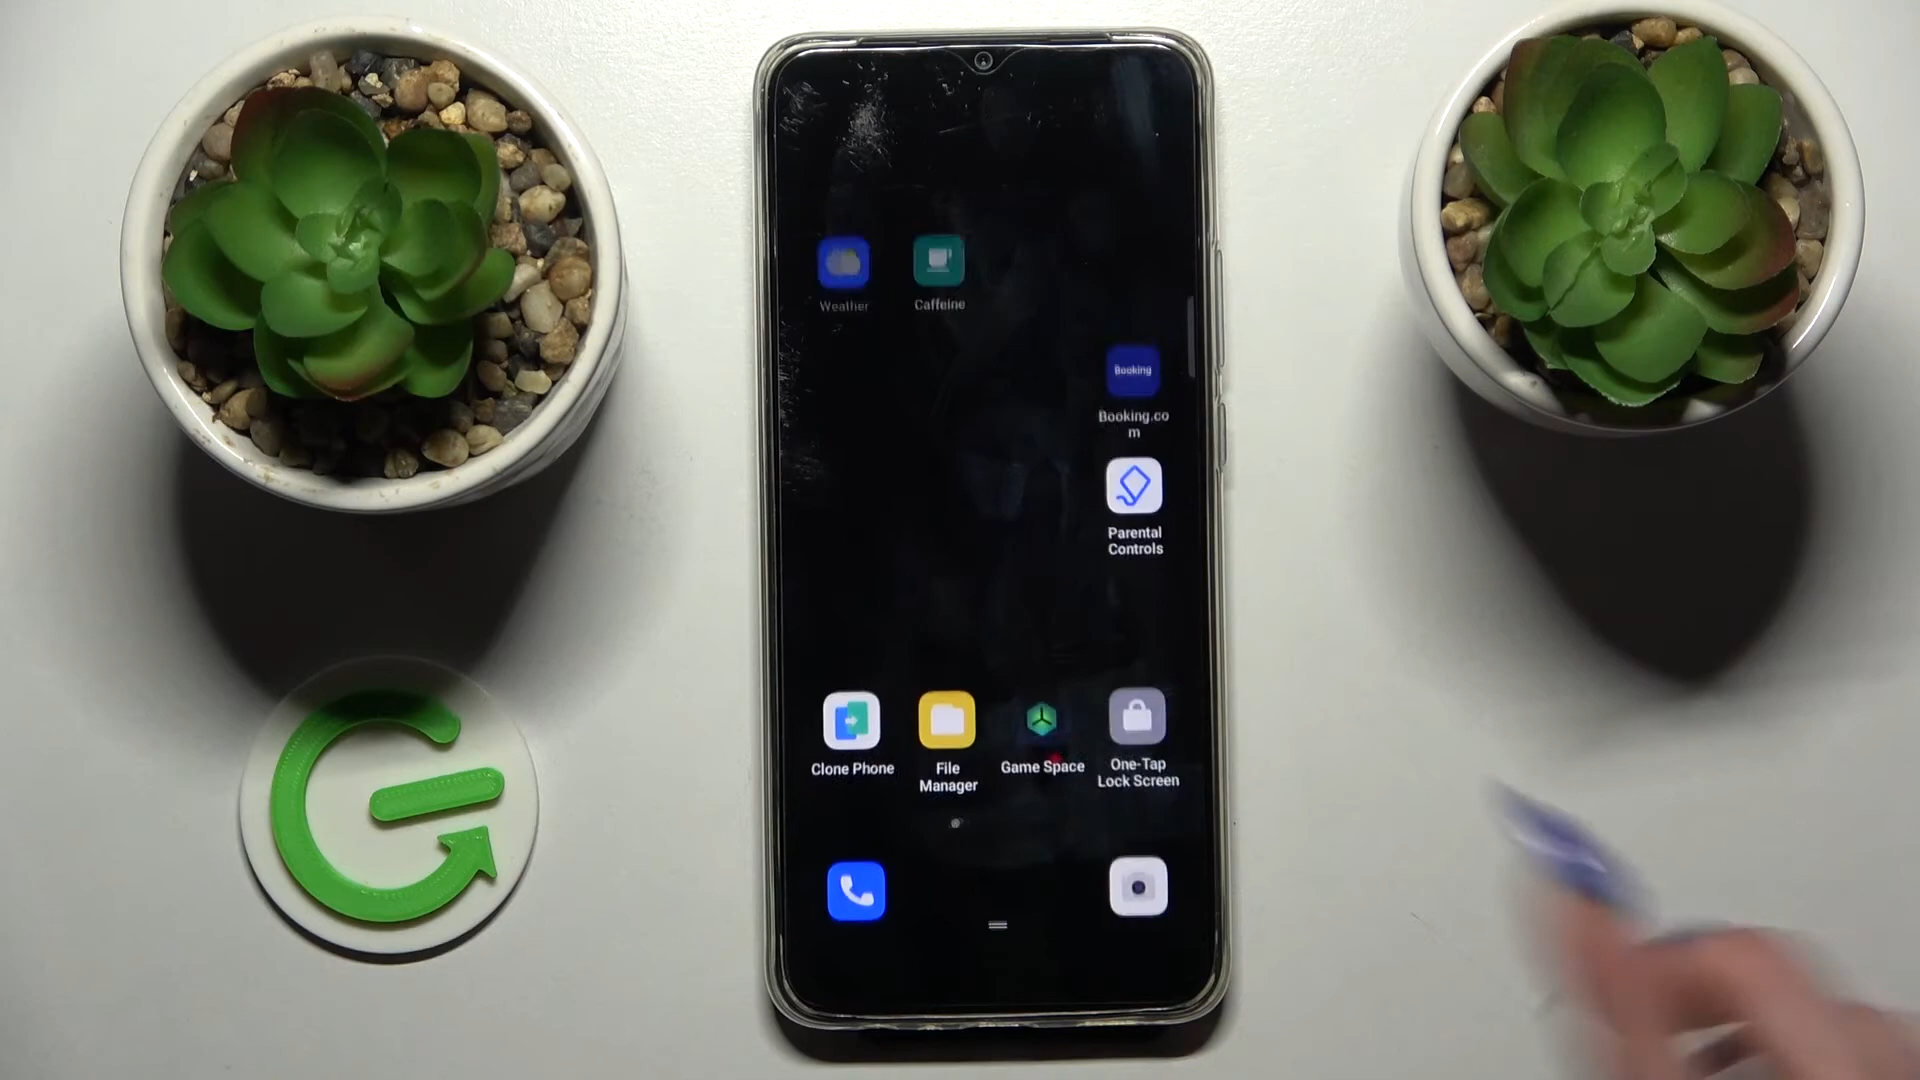 Weather
Caffeine
Booking
Booking.co
m
Parental
Controls
Clone Phone
File
Manager
Game Space
One-Tap
Lock Screen